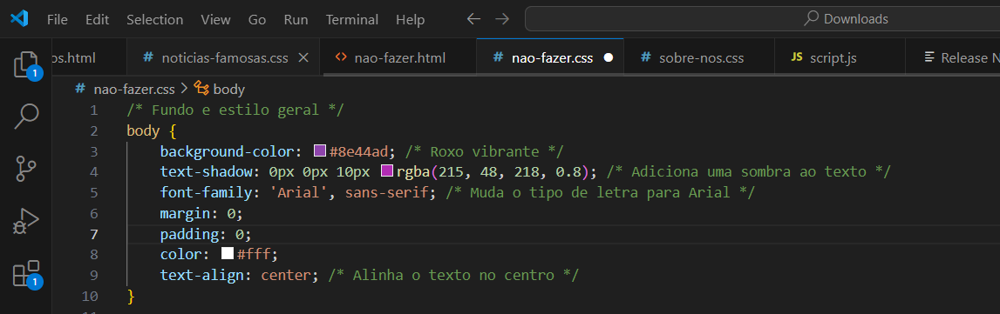 File Edit Selection View Go Run Terminal Help ← → Downloads
os.html # noticias-famosas.css × <> nao-fazer.html # nao-fazer.css ● # sobre-nos.css JS script.js Release N
# nao-fazer.css > body
1 /* Fundo e estilo geral */
2 body {
3 background-color: #8e44ad; /* Roxo vibrante */
4 text-shadow: 0px 0px 10px rgba(215, 48, 218, 0.8); /* Adiciona uma sombra ao texto */
5 font-family: 'Arial', sans-serif; /* Muda o tipo de letra para Arial */
6 margin: 0;
7 padding: 0;
8 color: #fff;
9 text-align: center; /* Alinha o texto no centro */
10 }
1
1